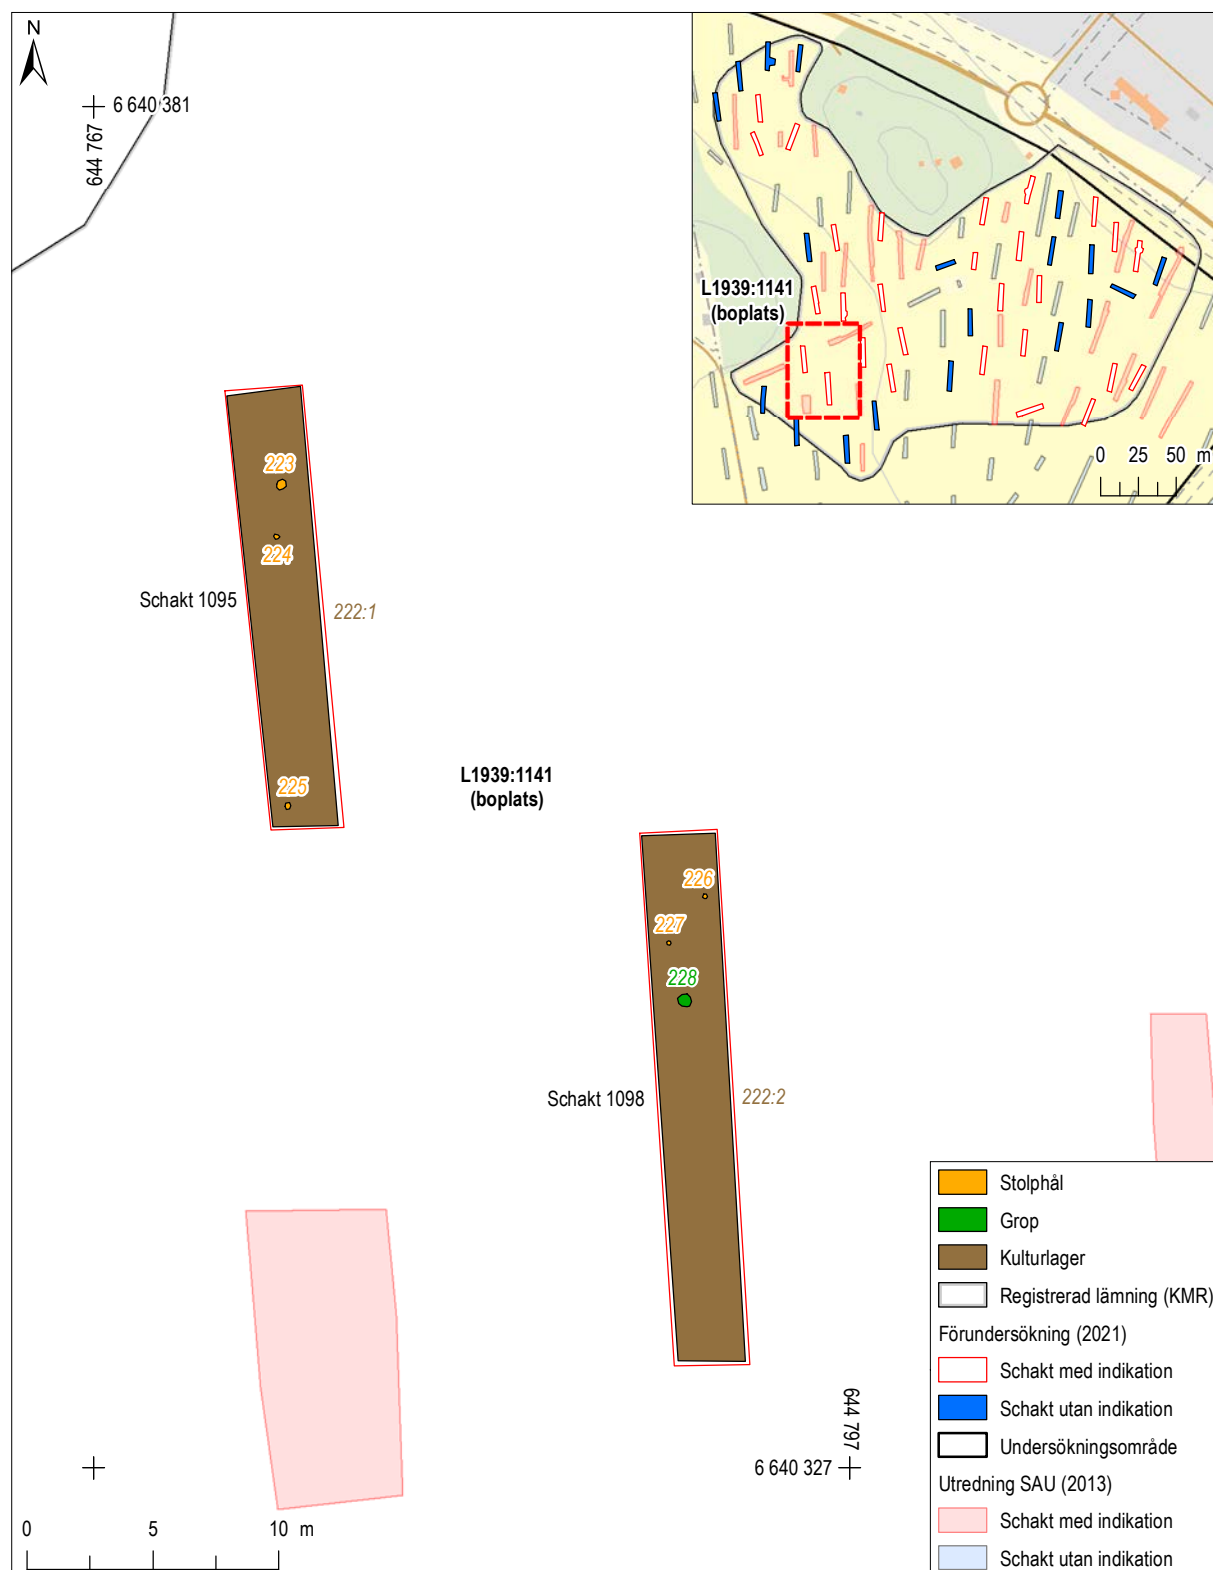 N
6 640 381
644 767
L1939:1141
(boplats)
0 25 50 m
223
224
Schakt 1095
222:1
225
L1939:1141
(boplats)
226
227
228
Schakt 1098
222:2
644 797
6 640 327
0 5 10 m
Stolphål
Grop
Kulturlager
Registrerad lämning (KMR)
Förundersökning (2021)
Schakt med indikation
Schakt utan indikation
Undersökningsområde
Utredning SAU (2013)
Schakt med indikation
Schakt utan indikation